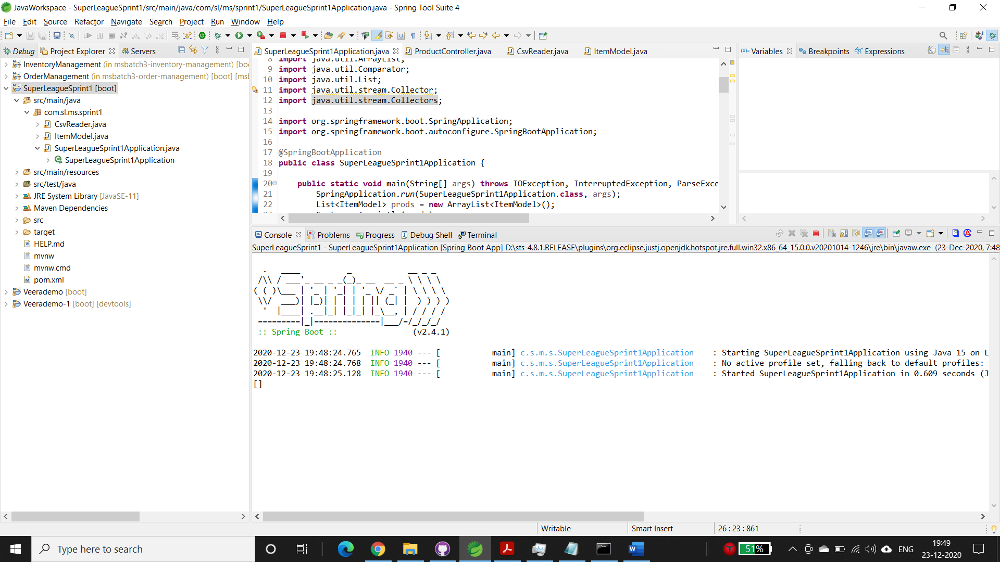 JavaWorkspace - SuperLeagueSprint1/src/main/java/com/sl/ms/sprint1/SuperLeagueSprint1Application.java - Spring Tool Suite 4
File Edit Source Refactor Navigate Search Project Run Window Help
Debug Project Explorer Servers
InventoryManagement (in msbatch3-inventory-management) [boo
OrderManagement (in msbatch3-order-management) [boot] [msl
SuperLeagueSprint1 [boot]
src/main/java
com.sl.ms.sprint1
CsvReader.java
ItemModel.java
SuperLeagueSprint1Application.java
SuperLeagueSprint1Application
src/main/resources
src/test/java
JRE System Library [JavaSE-11]
Maven Dependencies
src
target
HELP.md
mvnw
mvnw.cmd
pom.xml
Veerademo [boot]
Veerademo-1 [boot] [devtools]
SuperLeagueSprint1Application.java ProductController.java CsvReader.java ItemModel.java
8 import java.util.ArrayList;
9 import java.util.Comparator;
10 import java.util.List;
11 import java.util.stream.Collector;
12 import java.util.stream.Collectors;
13
14 import org.springframework.boot.SpringApplication;
15 import org.springframework.boot.autoconfigure.SpringBootApplication;
16
17 @SpringBootApplication
18 public class SuperLeagueSprint1Application {
19
20 public static void main(String[] args) throws IOException, InterruptedException, ParseExce
21 SpringApplication.run(SuperLeagueSprint1Application.class, args);
22 List<ItemModel> prods = new ArrayList<ItemModel>();
(x)= Variables Breakpoints Expressions
Console Problems Progress Debug Shell Terminal
SuperLeagueSprint1 - SuperLeagueSprint1Application [Spring Boot App] D:\sts-4.8.1.RELEASE\plugins\org.eclipse.justj.openjdk.hotspot.jre.full.win32.x86_64_15.0.0.v20201014-1246\jre\bin\javaw.exe (23-Dec-2020, 7:48
Spring
:: Spring Boot :: (v2.4.1)
2020-12-23 19:48:24.765 INFO 1940 --- [ main] c.s.m.s.SuperLeagueSprint1Application : Starting SuperLeagueSprint1Application using Java 15 on L
2020-12-23 19:48:24.768 INFO 1940 --- [ main] c.s.m.s.SuperLeagueSprint1Application : No active profile set, falling back to default profiles:
2020-12-23 19:48:25.128 INFO 1940 --- [ main] c.s.m.s.SuperLeagueSprint1Application : Started SuperLeagueSprint1Application in 0.609 seconds (J
[]
Writable Smart Insert 26 : 23 : 861
Type here to search
51%
ENG
19:49
23-12-2020